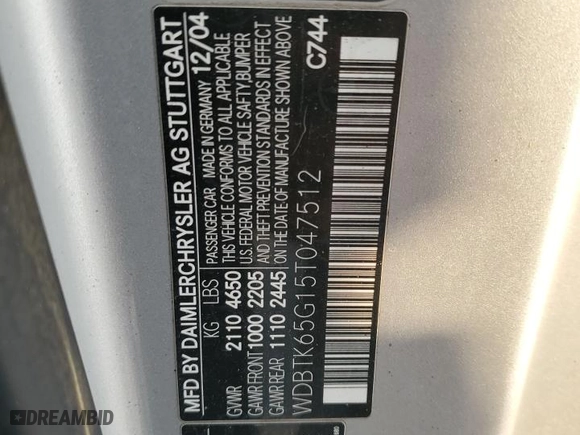 MFD BY DAIMLERCHRYSLER AG STUTTGART
PASSENGER CAR MADE IN GERMANY 12/04
KG LBS THIS VEHICLE CONFORMS TO ALL APPLICABLE
GVWR 2110 4650 U.S. FEDERAL MOTOR VEHICLE SAFTY, BUMPER
GAWR FRONT 1000 2205 AND THEFT PREVENTION STANDARDS IN EFFECT
GAWR REAR 1110 2445 ON THE DATE OF MANUFACTURE SHOWN ABOVE
C744
WDBTK65G15T047512
DREAMBID